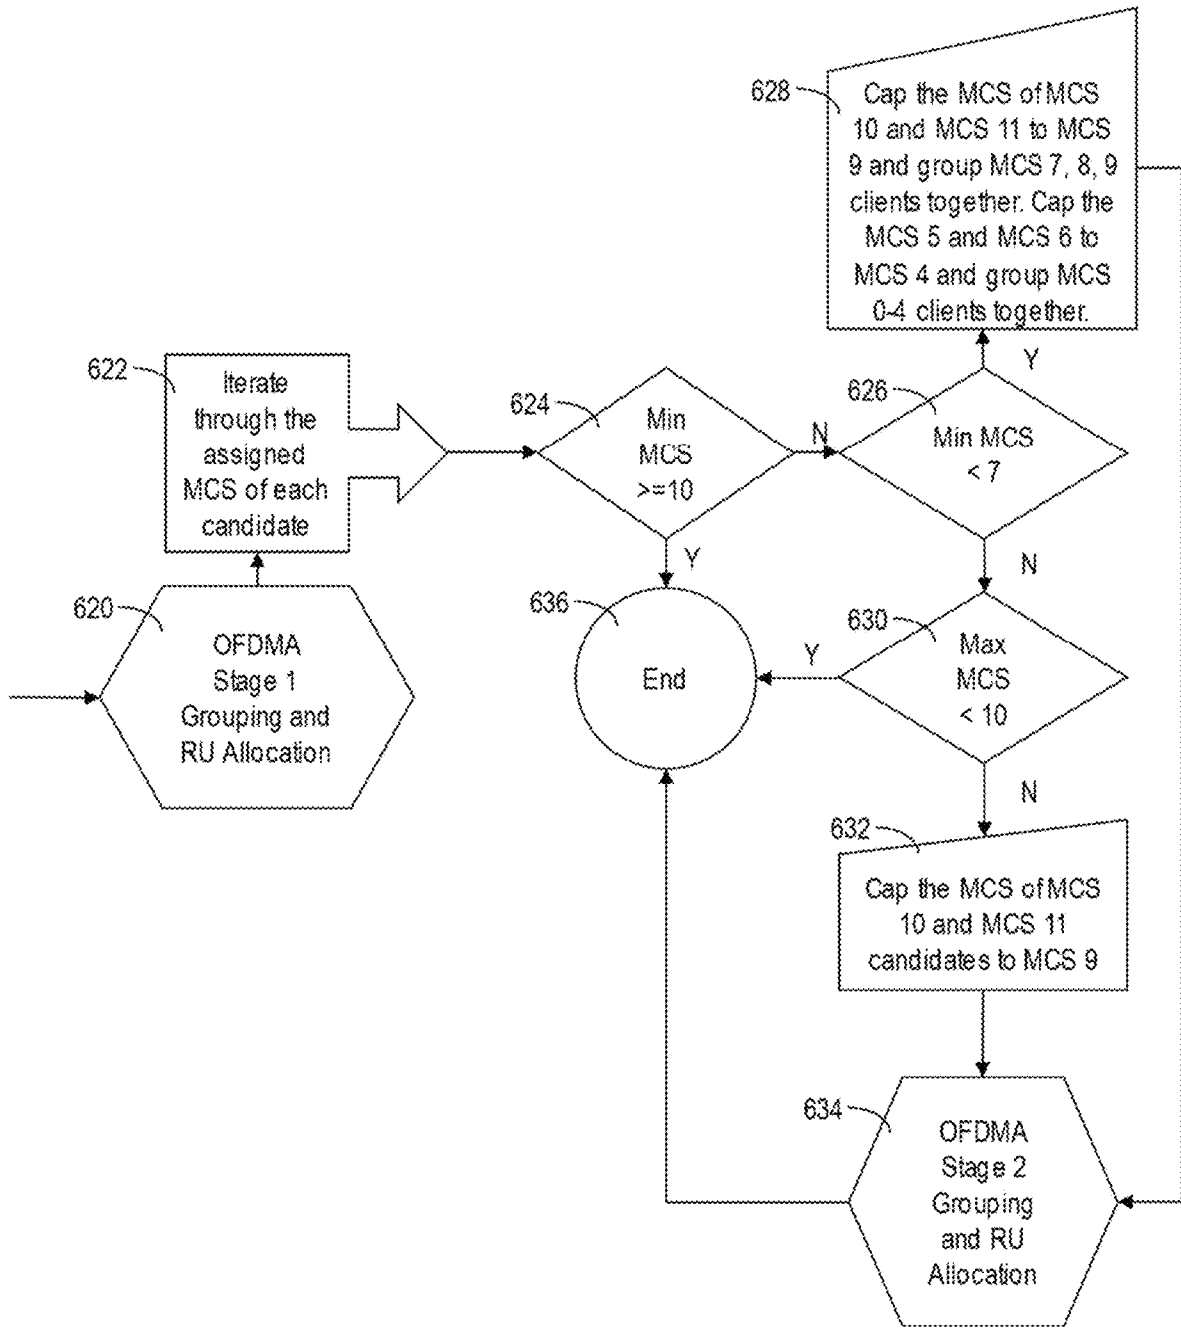 628
Cap the MCS of MCS
10 and MCS 11 to MCS
9 and group MCS 7, 8, 9
clients together. Cap the
MCS 5 and MCS 6 to
MCS 4 and group MCS
0-4 clients together.
622
Iterate
through the
assigned
MCS of each
candidate
624
Min
MCS
>=10
N
Y
626
Min MCS
< 7
Y
N
620
OFDMA
Stage 1
Grouping and
RU Allocation
636
End
630
Max
MCS
< 10
Y
N
632
Cap the MCS of MCS
10 and MCS 11
candidates to MCS 9
634
OFDMA
Stage 2
Grouping
and RU
Allocation